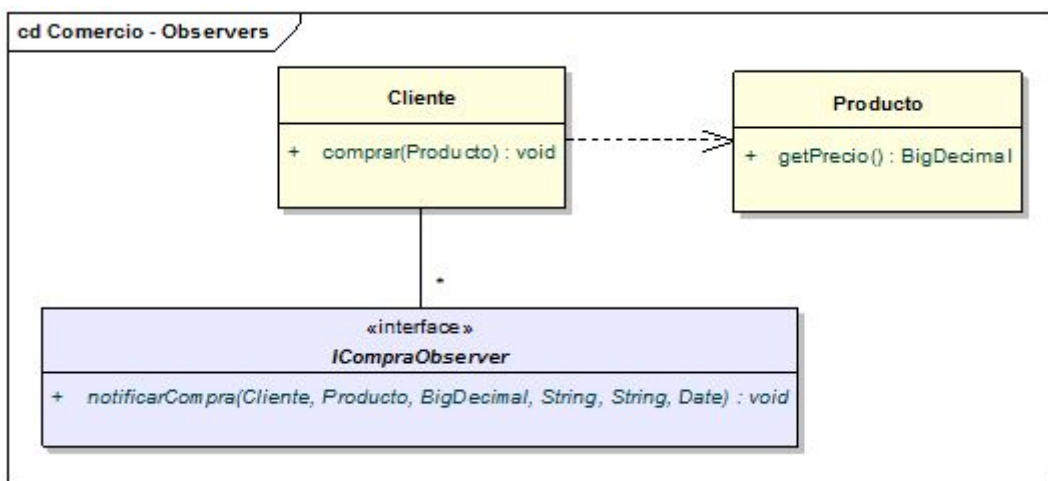 cd Comercio - Observers
Cliente
+ comprar(Producto) : void
Producto
+ getPrecio() : BigDecimal
*
«interface»
ICompraObserver
+ notificarCompra(Cliente, Producto, BigDecimal, String, String, Date) : void